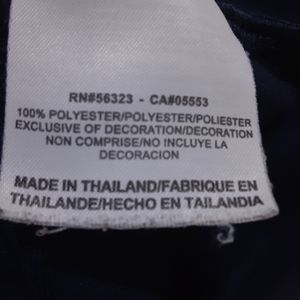 RN#56323 - CA#05553
100% POLYESTER/POLYESTER/POLIESTER
EXCLUSIVE OF DECORATION/DECORATION
NON COMPRISE/NO INCLUYE LA
DECORACION
MADE IN THAILAND/FABRIQUE EN
THAILANDE/HECHO EN TAILANDIA